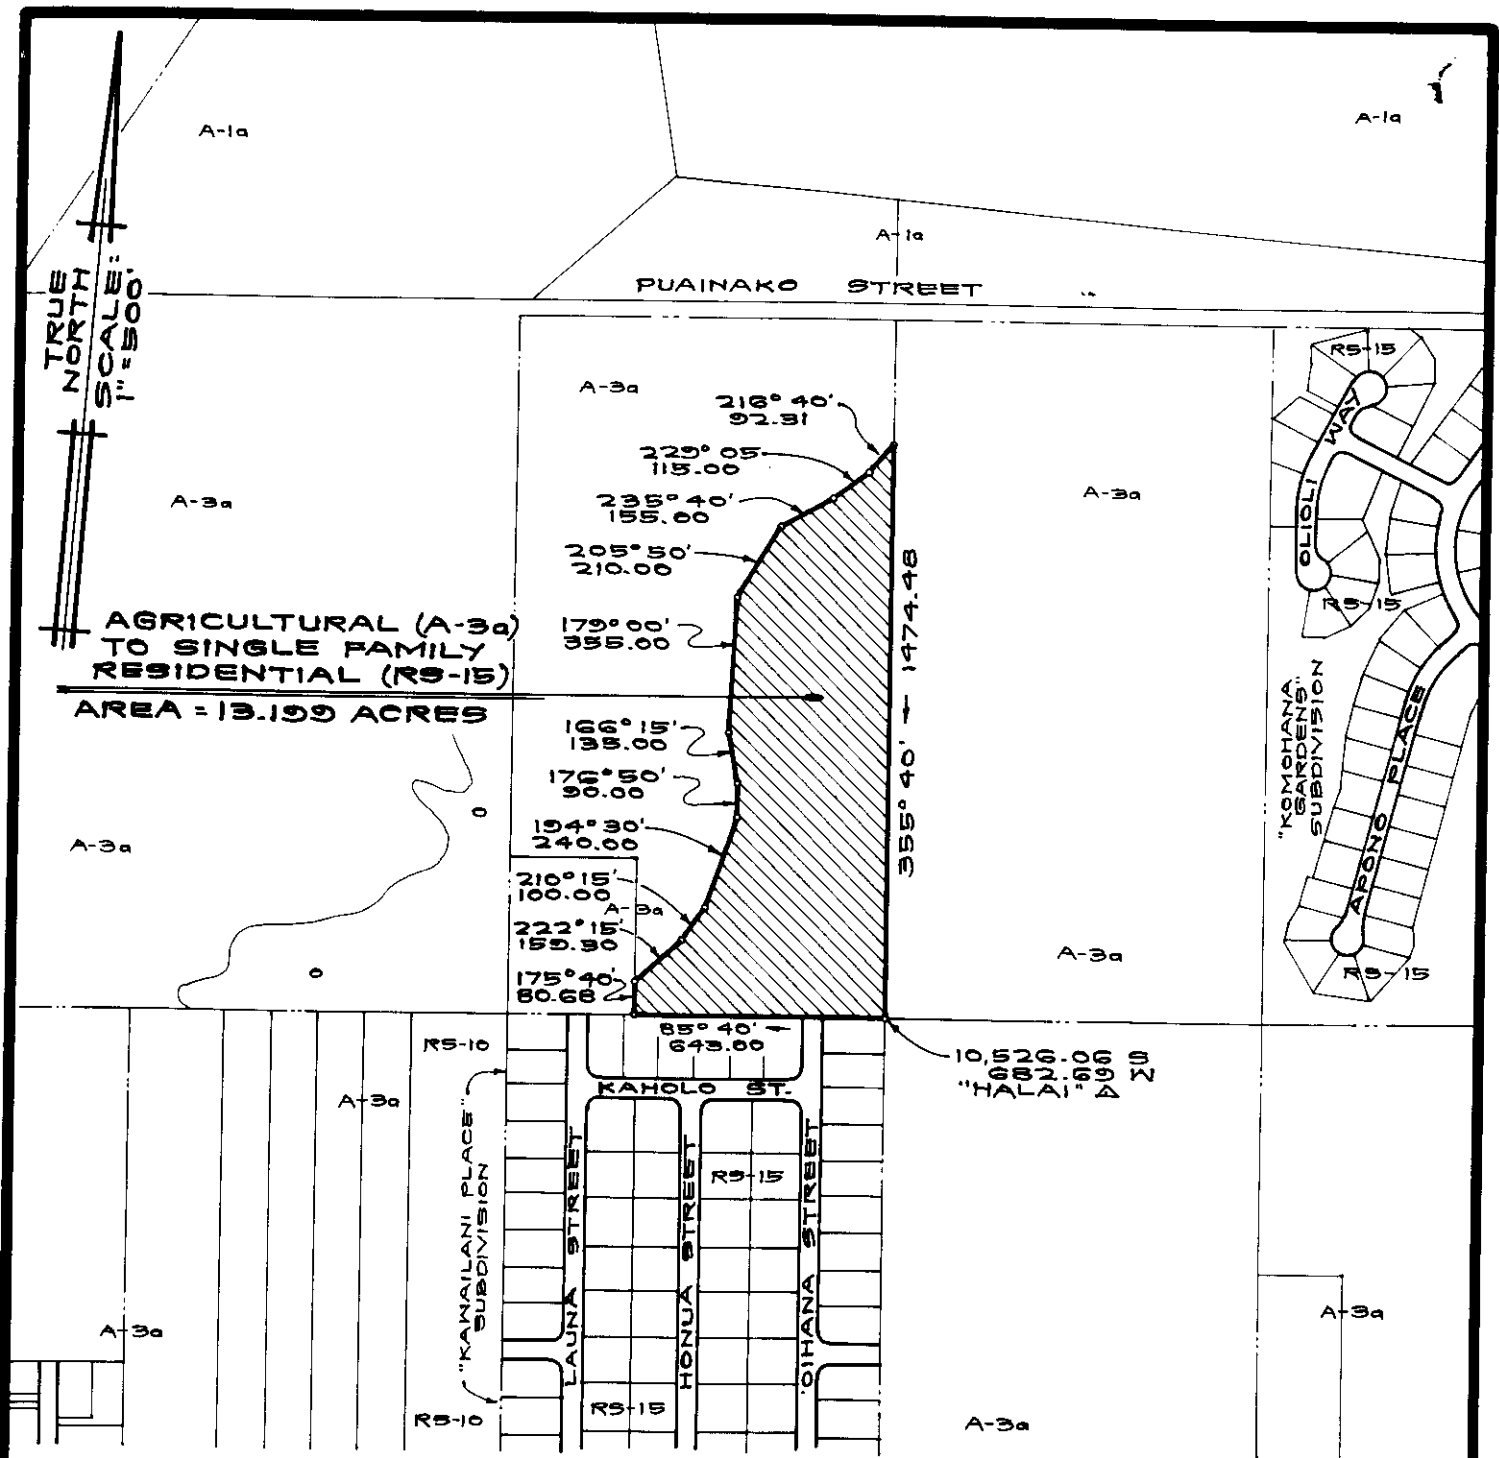 A-1a
A-1a
A-1a
PUAINAKO STREET
TRUE
NORTH
SCALE:
1"=500'
A-3a
RS-15
216° 40'
92.31
229° 05
115.00
235° 40'
155.00
A-3a
A-3a
WAY
OLIOLI
205° 50'
210.00
RS-15
AGRICULTURAL (A-3a)
TO SINGLE FAMILY
RESIDENTIAL (RS-15)
AREA = 13.199 ACRES
179° 00'
355.00
355° 40' ← 1474.48
"KOMOHANA
GARDENS"
SUBDIVISION
APONO PLACE
166° 15'
135.00
176° 50'
90.00
194° 30'
240.00
A-3a
210° 15'
100.00
A-3a
222° 15'
159.30
175° 40'
80.68
A-3a
RS-15
85° 40' ←
643.00
10,526.06 S
682.69 W
"HALAI" Δ
RS-10
KAHOLO ST.
A-3a
"KAWAILANI PLACE"
SUBDIVISION
LAUNA STREET
HONUA STREET
RS-15
OIHANA STREET
A-3a
A-3a
RS-10
RS-15
A-3a